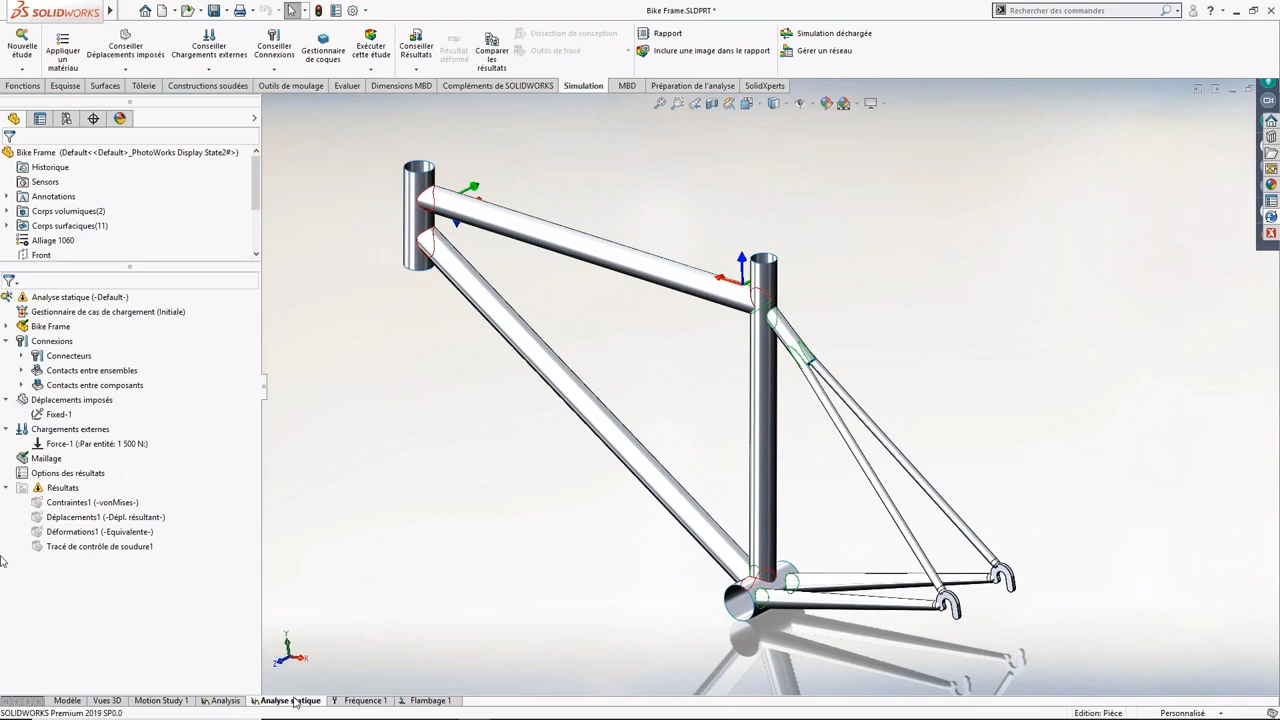 SOLIDWORKS
Bike Frame.SLDPRT *
Rechercher des commandes
Nouvelle étude
Appliquer un matériau
Conseiller Déplacements imposés
Conseiller Chargements externes
Conseiller Connexions
Gestionnaire de coques
Exécuter cette étude
Conseiller Résultats
Résultat déformé
Comparer les résultats
Dissection de conception
Outils de tracé
Rapport
Inclure une image dans le rapport
Simulation déchargée
Gérer un réseau
Fonctions
Esquisse
Surfaces
Tôlerie
Constructions soudées
Outils de moulage
Evaluer
Dimensions MBD
Compléments de SOLIDWORKS
Simulation
MBD
Préparation de l'analyse
SolidXperts
Bike Frame (Default<<Default>_PhotoWorks Display State2#>)
Historique
Sensors
Annotations
Corps volumiques(2)
Corps surfaciques(11)
Alliage 1060
Front
Analyse statique (-Default-)
Gestionnaire de cas de chargement (Initiale)
Bike Frame
Connexions
Connecteurs
Contacts entre ensembles
Contacts entre composants
Déplacements imposés
Fixed-1
Chargements externes
Force-1 (:Par entité: 1 500 N:)
Maillage
Options des résultats
Résultats
Contraintes1 (-vonMises-)
Déplacements1 (-Dépl. résultant-)
Déformations1 (-Equivalente-)
Tracé de contrôle de soudure1
Y
Z
X
Modèle
Vues 3D
Motion Study 1
Analysis
Analyse statique
Fréquence 1
Flambage 1
SOLIDWORKS Premium 2019 SP0.0
Edition: Pièce
Personnalisé